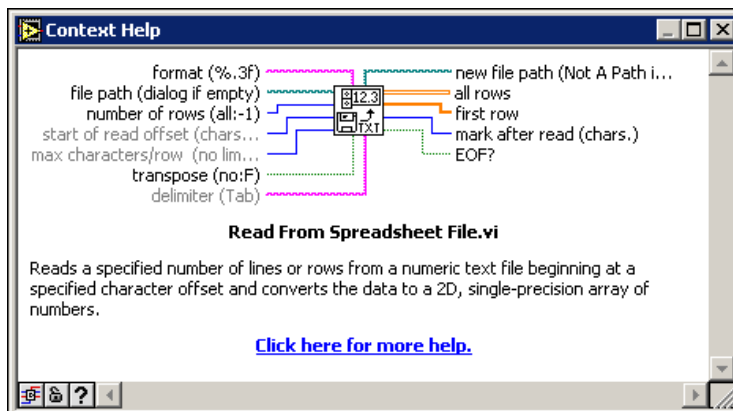 Context Help
format (%.3f)
new file path (Not A Path i...
file path (dialog if empty)
all rows
number of rows (all:-1)
first row
start of read offset (chars...
mark after read (chars.)
max characters/row (no lim...
EOF?
transpose (no:F)
delimiter (Tab)
12.3
TXT
Read From Spreadsheet File.vi
Reads a specified number of lines or rows from a numeric text file beginning at a
specified character offset and converts the data to a 2D, single-precision array of
numbers.
Click here for more help.
?